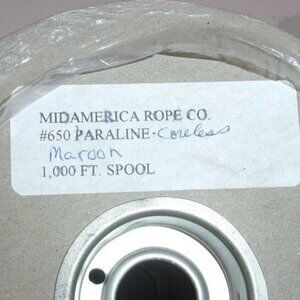 MIDAMERICA ROPE CO.
#650 PARALINE-Coreless
Maroon
1,000 FT. SPOOL